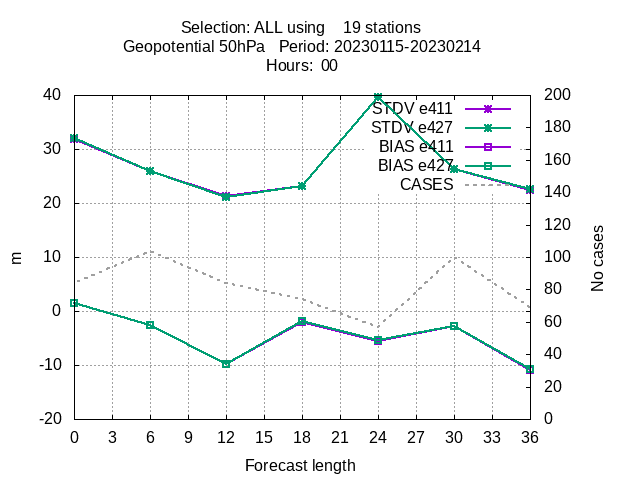 Selection: ALL using    19 stations
Geopotential 50hPa   Period: 20230115-20230214
Hours:  00
40
30
20
10
0
-10
-20
m
200
180
160
140
120
100
80
60
40
20
0
No cases
STDV e411
STDV e427
BIAS e411
BIAS e427
CASES
0 3 6 9 12 15 18 21 24 27 30 33 36
Forecast length